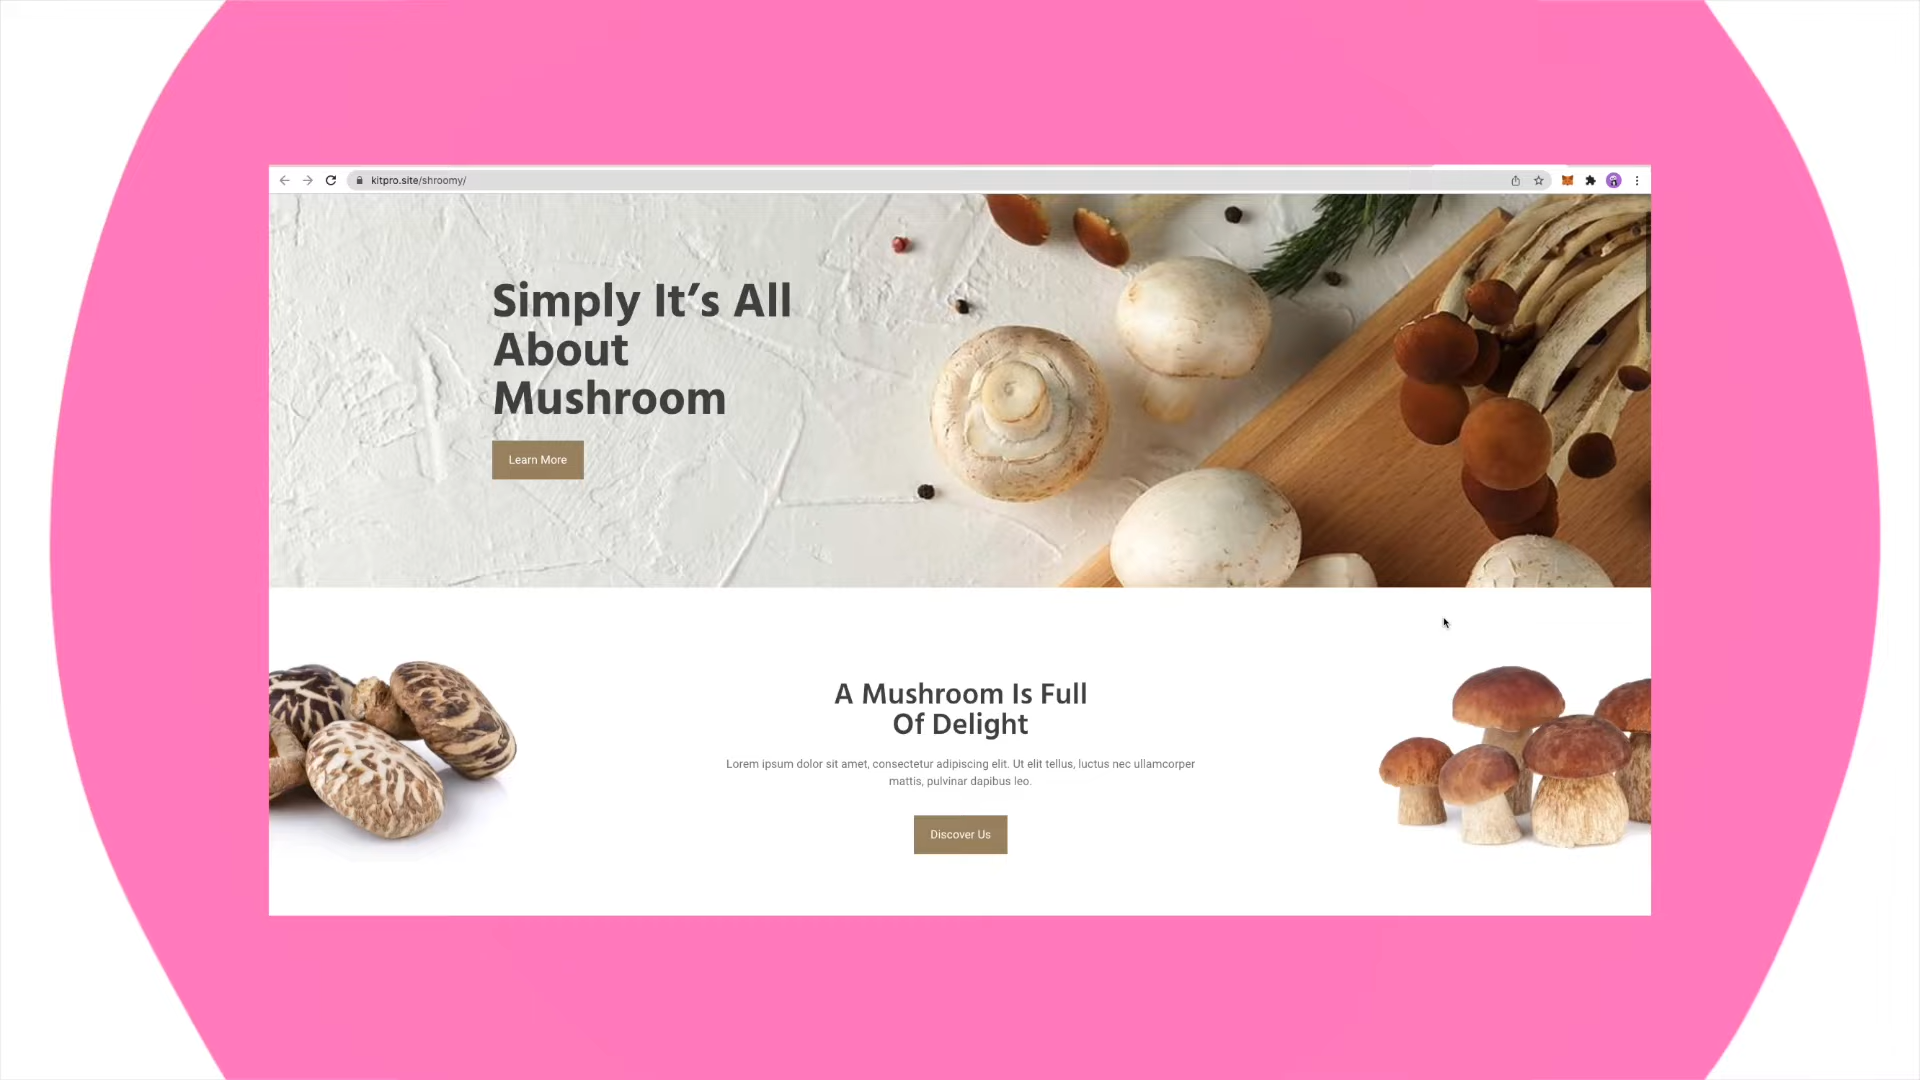 kitpro.site/shroomy/
Simply It’s All
About
Mushroom
Learn More
A Mushroom Is Full
Of Delight
Lorem ipsum dolor sit amet, consectetur adipiscing elit. Ut elit tellus, luctus nec ullamcorper
mattis, pulvinar dapibus leo.
Discover Us